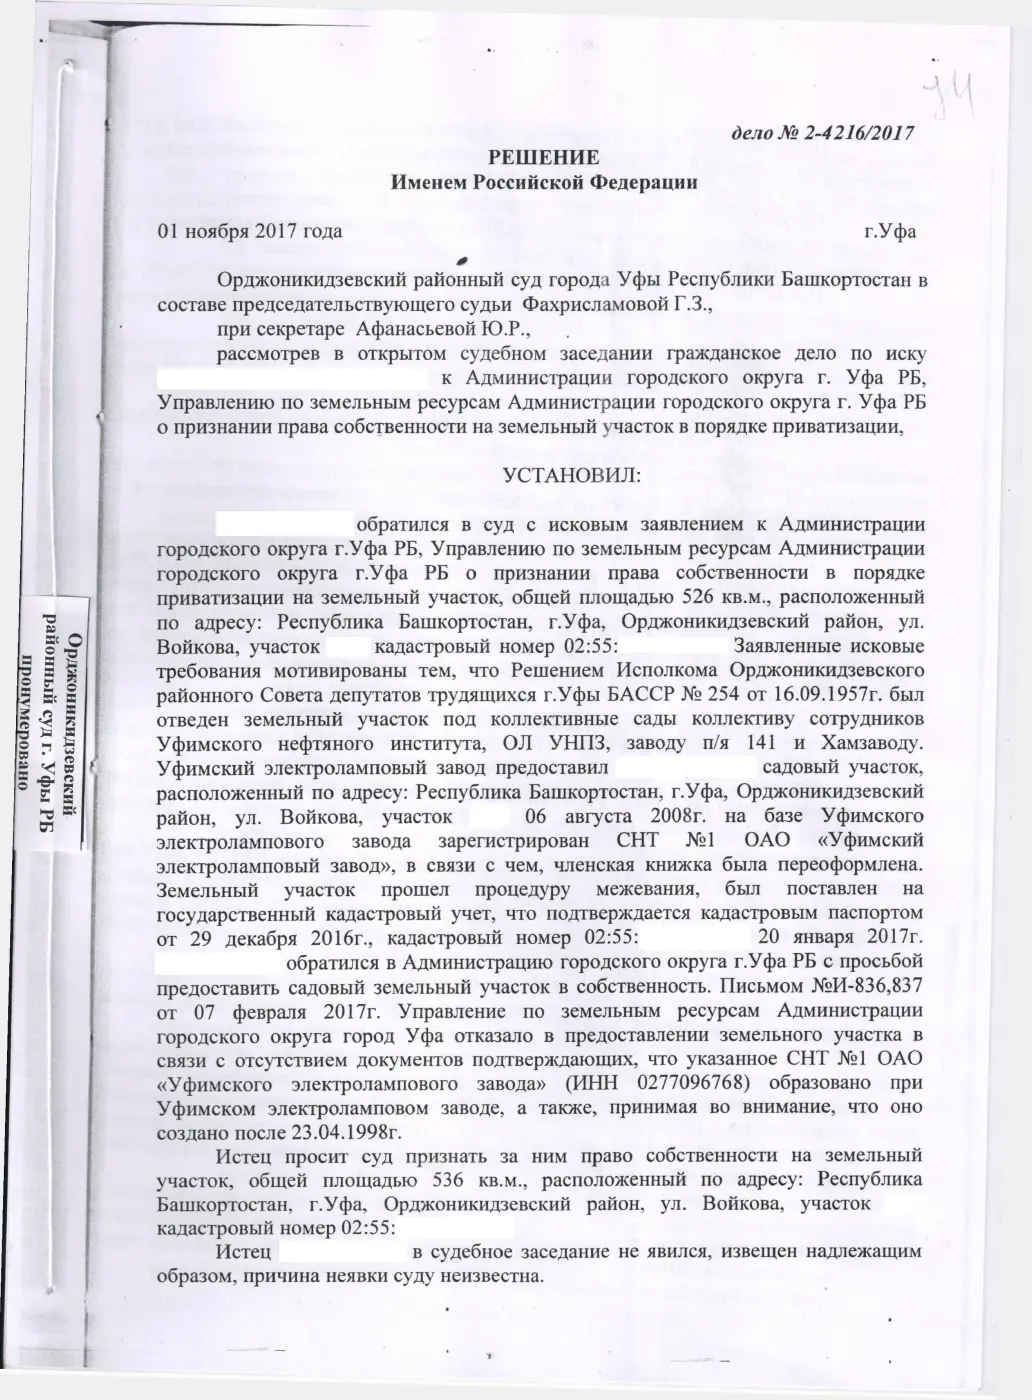 дело № 2-4216/2017
РЕШЕНИЕ
Именем Российской Федерации
01 ноября 2017 года г.Уфа
Орджоникидзевский районный суд города Уфы Республики Башкортостан в
составе председательствующего судьи Фахрисламовой Г.З.,
при секретаре Афанасьевой Ю.Р.,
рассмотрев в открытом судебном заседании гражданское дело по иску
к Администрации городского округа г. Уфа РБ,
Управлению по земельным ресурсам Администрации городского округа г. Уфа РБ
о признании права собственности на земельный участок в порядке приватизации,
УСТАНОВИЛ:
обратился в суд с исковым заявлением к Администрации
городского округа г.Уфа РБ, Управлению по земельным ресурсам Администрации
городского округа г.Уфа РБ о признании права собственности в порядке
приватизации на земельный участок, общей площадью 526 кв.м., расположенный
по адресу: Республика Башкортостан, г.Уфа, Орджоникидзевский район, ул.
Войкова, участок кадастровый номер 02:55: Заявленные исковые
требования мотивированы тем, что Решением Исполкома Орджоникидзевского
районного Совета депутатов трудящихся г.Уфы БАССР № 254 от 16.09.1957г. был
отведен земельный участок под коллективные сады коллективу сотрудников
Уфимского нефтяного института, ОЛ УНПЗ, заводу п/я 141 и Хамзаводу.
Уфимский электроламповый завод предоставил садовый участок,
расположенный по адресу: Республика Башкортостан, г.Уфа, Орджоникидзевский
район, ул. Войкова, участок 06 августа 2008г. на базе Уфимского
электролампового завода зарегистрирован СНТ №1 ОАО «Уфимский
электроламповый завод», в связи с чем, членская книжка была переоформлена.
Земельный участок прошел процедуру межевания, был поставлен на
государственный кадастровый учет, что подтверждается кадастровым паспортом
от 29 декабря 2016г., кадастровый номер 02:55: 20 января 2017г.
обратился в Администрацию городского округа г.Уфа РБ с просьбой
предоставить садовый земельный участок в собственность. Письмом №И-836,837
от 07 февраля 2017г. Управление по земельным ресурсам Администрации
городского округа город Уфа отказало в предоставлении земельного участка в
связи с отсутствием документов подтверждающих, что указанное СНТ №1 ОАО
«Уфимского электролампового завода» (ИНН 0277096768) образовано при
Уфимском электроламповом заводе, а также, принимая во внимание, что оно
создано после 23.04.1998г.
Истец просит суд признать за ним право собственности на земельный
участок, общей площадью 536 кв.м., расположенный по адресу: Республика
Башкортостан, г.Уфа, Орджоникидзевский район, ул. Войкова, участок
кадастровый номер 02:55:
Истец в судебное заседание не явился, извещен надлежащим
образом, причина неявки суду неизвестна.
Орджоникидзевский
районный суд г. Уфы РБ
пронумеровано